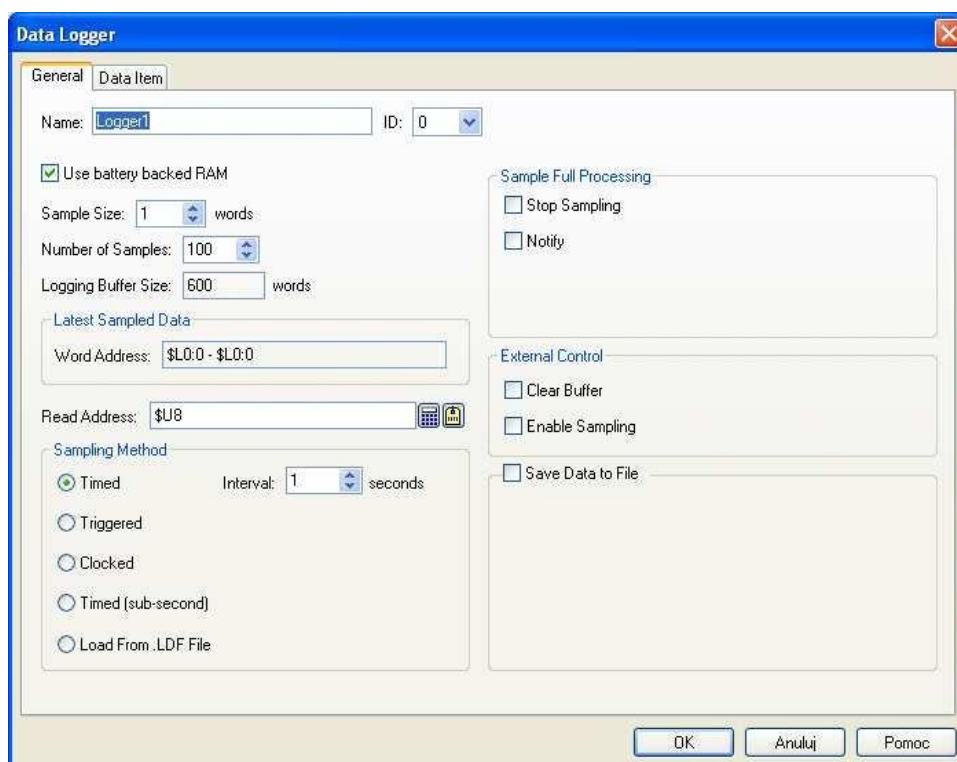 Data Logger
General Data Item
Name: Logger1 ID: 0
Use battery backed RAM
Sample Size: 1 words
Number of Samples: 100
Logging Buffer Size: 600 words
Latest Sampled Data
Word Address: $L0:0 - $L0:0
Read Address: $U8
Sampling Method
Timed Interval: 1 seconds
Triggered
Clocked
Timed (sub-second)
Load From .LDF File
Sample Full Processing
Stop Sampling
Notify
External Control
Clear Buffer
Enable Sampling
Save Data to File
OK Anuluj Pomoc